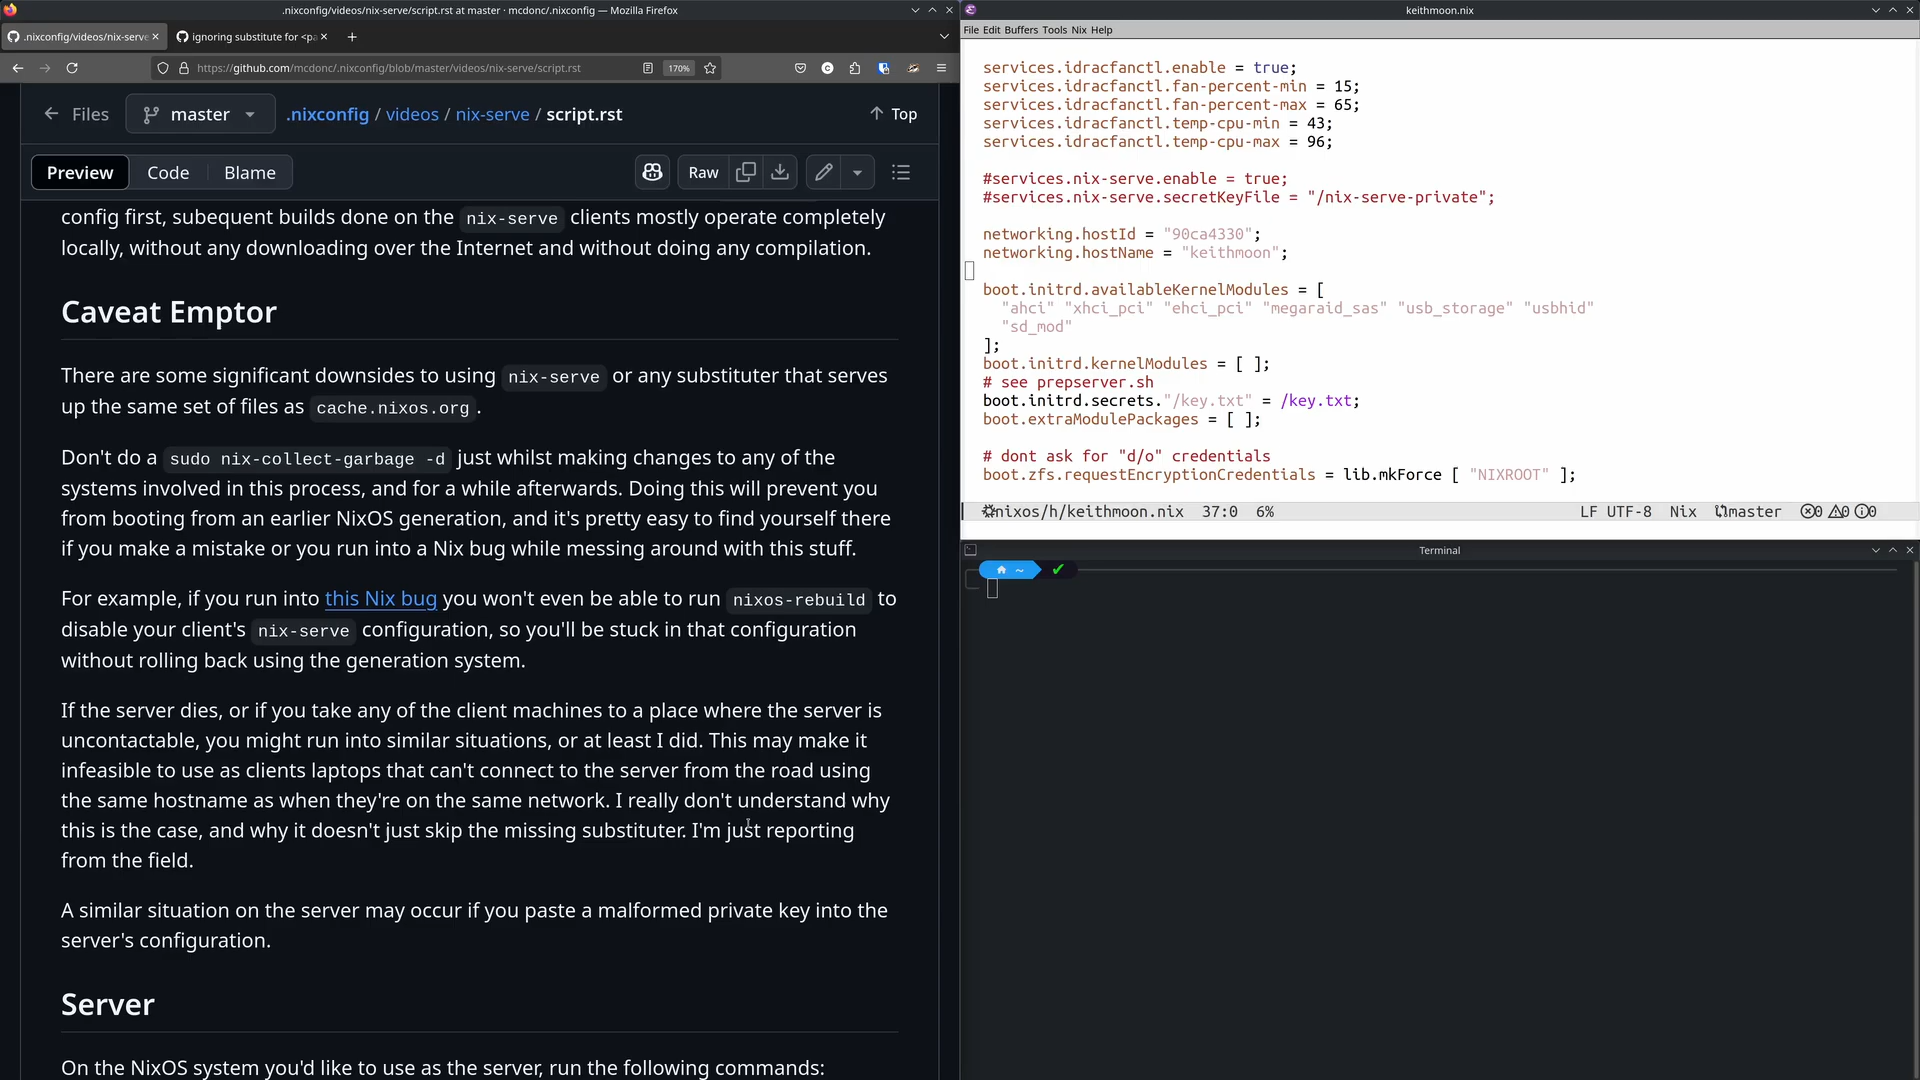 .nixconfig/videos/nix-serve/script.rst at master · mcdonc/.nixconfig — Mozilla Firefox
.nixconfig/videos/nix-serve
ignoring substitute for <pa
https://github.com/mcdonc/.nixconfig/blob/master/videos/nix-serve/script.rst
170%
Files
master
.nixconfig / videos / nix-serve / script.rst
Top
Preview
Code
Blame
Raw
config first, subequent builds done on the nix-serve clients mostly operate completely
locally, without any downloading over the Internet and without doing any compilation.
Caveat Emptor
There are some significant downsides to using nix-serve or any substituter that serves
up the same set of files as cache.nixos.org.
Don't do a sudo nix-collect-garbage -d just whilst making changes to any of the
systems involved in this process, and for a while afterwards. Doing this will prevent you
from booting from an earlier NixOS generation, and it's pretty easy to find yourself there
if you make a mistake or you run into a Nix bug while messing around with this stuff.
For example, if you run into this Nix bug you won't even be able to run nixos-rebuild to
disable your client's nix-serve configuration, so you'll be stuck in that configuration
without rolling back using the generation system.
If the server dies, or if you take any of the client machines to a place where the server is
uncontactable, you might run into similar situations, or at least I did. This may make it
infeasible to use as clients laptops that can't connect to the server from the road using
the same hostname as when they're on the same network. I really don't understand why
this is the case, and why it doesn't just skip the missing substituter. I'm just reporting
from the field.
A similar situation on the server may occur if you paste a malformed private key into the
server's configuration.
Server
On the NixOS system you'd like to use as the server, run the following commands:
keithmoon.nix
File Edit Buffers Tools Nix Help
services.idracfanctl.enable = true;
services.idracfanctl.fan-percent-min = 15;
services.idracfanctl.fan-percent-max = 65;
services.idracfanctl.temp-cpu-min = 43;
services.idracfanctl.temp-cpu-max = 96;
#services.nix-serve.enable = true;
#services.nix-serve.secretKeyFile = "/nix-serve-private";
networking.hostId = "90ca4330";
networking.hostName = "keithmoon";
boot.initrd.availableKernelModules = [
"ahci" "xhci_pci" "ehci_pci" "megaraid_sas" "usb_storage" "usbhid"
"sd_mod"
];
boot.initrd.kernelModules = [ ];
# see prepserver.sh
boot.initrd.secrets."/key.txt" = /key.txt;
boot.extraModulePackages = [ ];
# dont ask for "d/o" credentials
boot.zfs.requestEncryptionCredentials = lib.mkForce [ "NIXROOT" ];
nixos/h/keithmoon.nix 37:0 6%
LF UTF-8 Nix master 0 0 0
Terminal
~